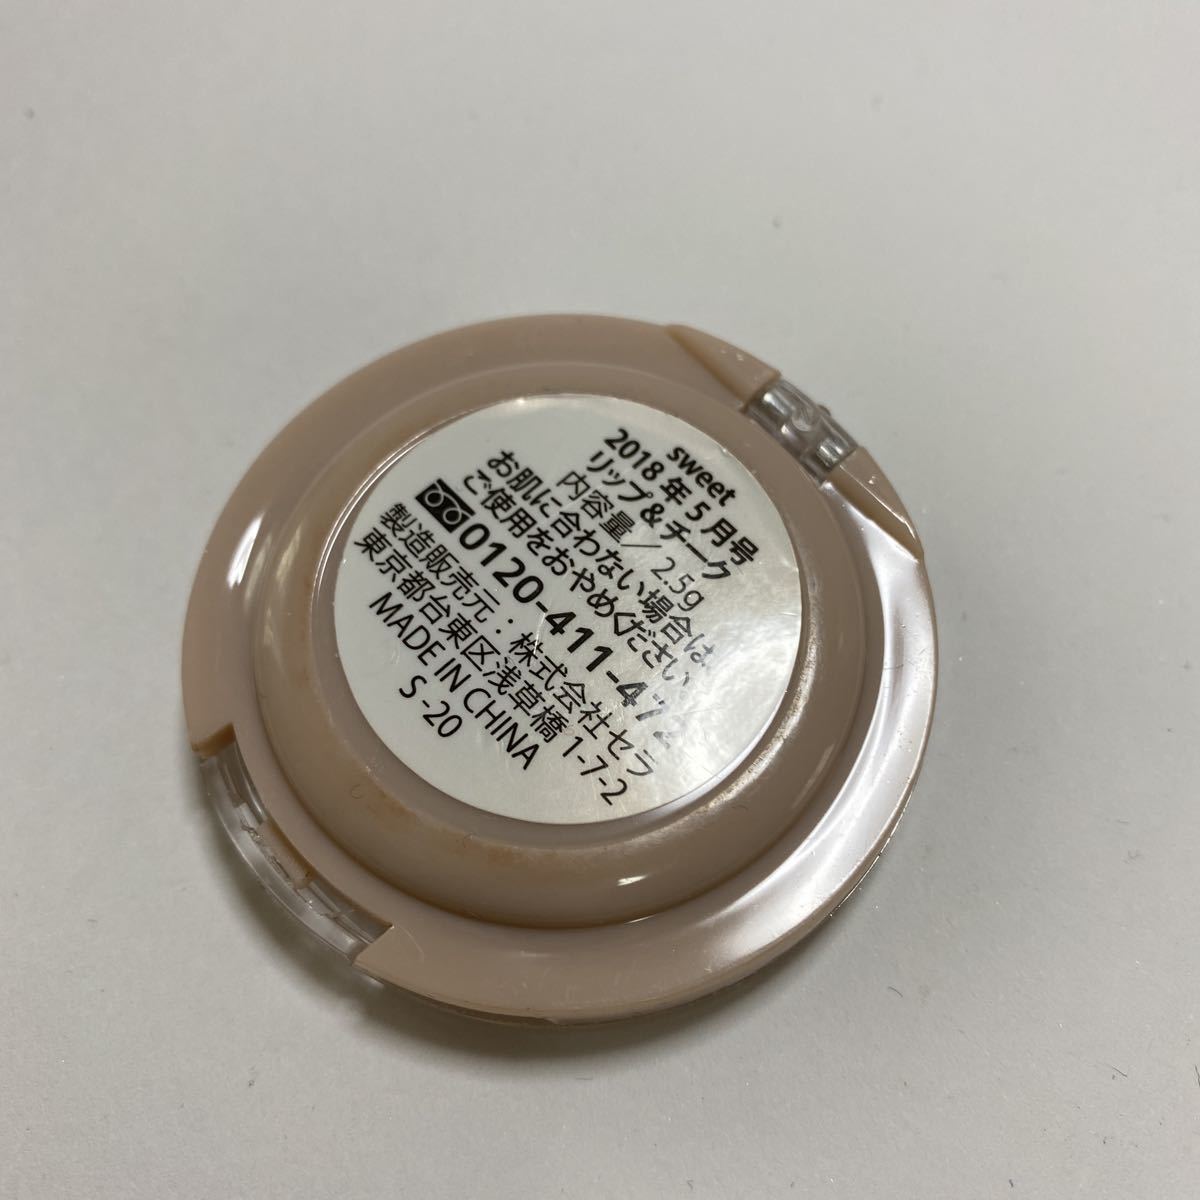 sweet
2018年5月号
リップ&チーク
内容量/2.5g
お肌に合わない場合は、
ご使用をおやめください。
0120-411-472
製造販売元：株式会社セラ
東京都台東区浅草橋1-7-2
MADE IN CHINA
S-20